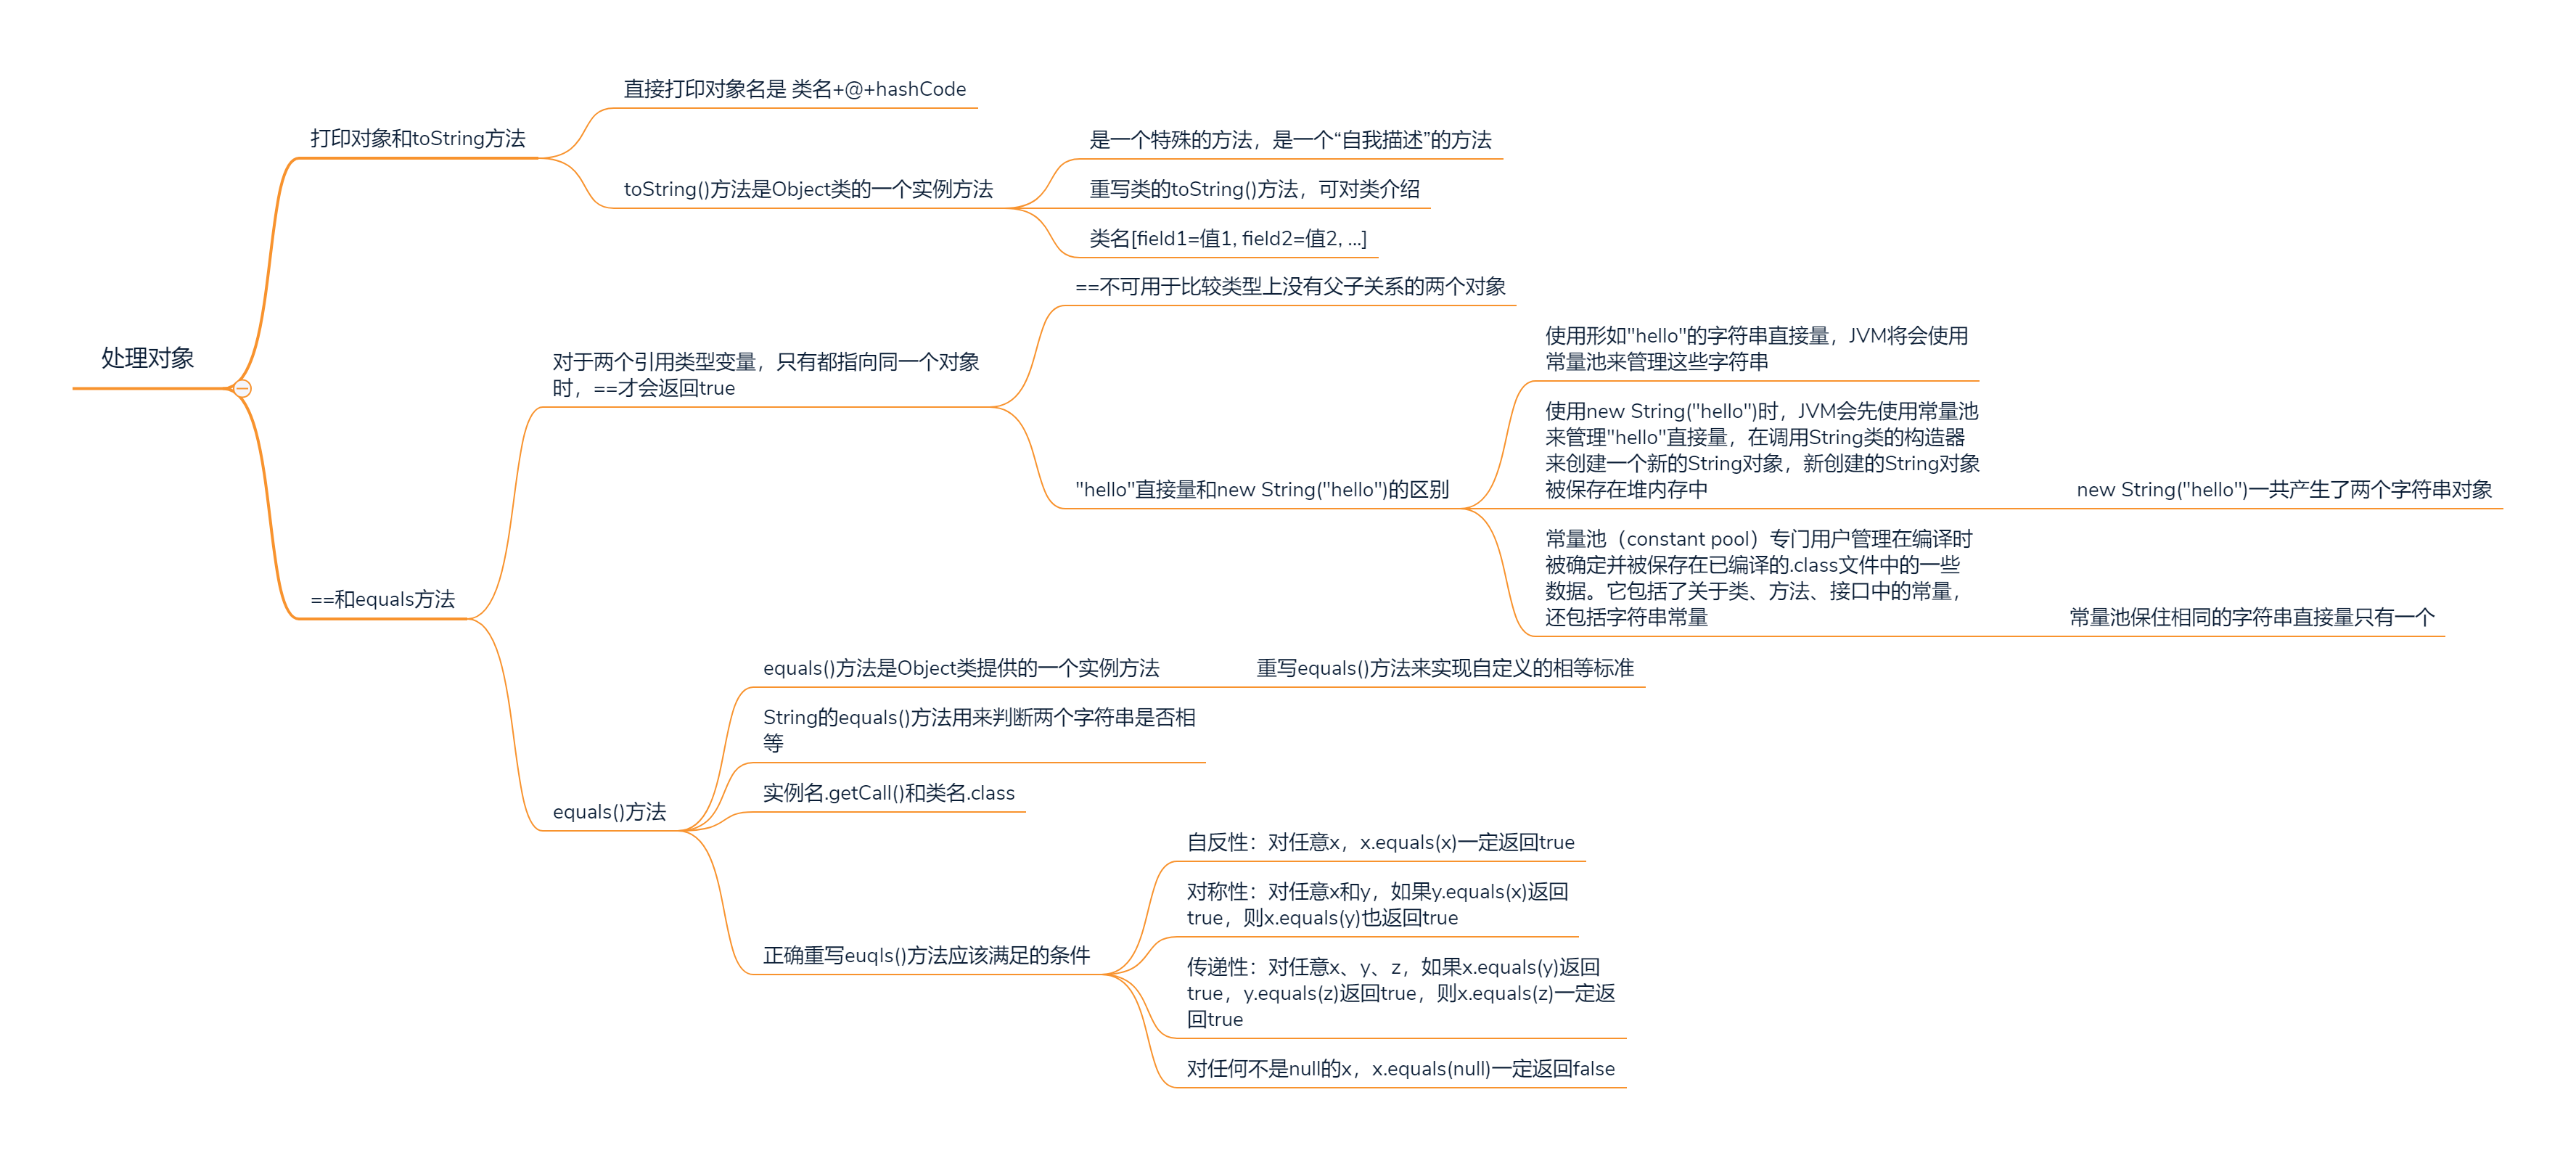 处理对象
打印对象和toString方法
直接打印对象名是 类名+@+hashCode
toString()方法是Object类的一个实例方法
是一个特殊的方法，是一个“自我描述”的方法
重写类的toString()方法，可对类介绍
类名[field1=值1, field2=值2, ...]
==和equals方法
对于两个引用类型变量，只有都指向同一个对象
时，==才会返回true
==不可用于比较类型上没有父子关系的两个对象
"hello"直接量和new String("hello")的区别
使用形如"hello"的字符串直接量，JVM将会使用
常量池来管理这些字符串
使用new String("hello")时，JVM会先使用常量池
来管理"hello"直接量，在调用String类的构造器
来创建一个新的String对象，新创建的String对象
被保存在堆内存中
new String("hello")一共产生了两个字符串对象
常量池（constant pool）专门用户管理在编译时
被确定并被保存在已编译的.class文件中的一些
数据。它包括了关于类、方法、接口中的常量，
还包括字符串常量
常量池保住相同的字符串直接量只有一个
equals()方法
equals()方法是Object类提供的一个实例方法
重写equals()方法来实现自定义的相等标准
String的equals()方法用来判断两个字符串是否相
等
实例名.getCall()和类名.class
正确重写euqls()方法应该满足的条件
自反性：对任意x，x.equals(x)一定返回true
对称性：对任意x和y，如果y.equals(x)返回
true，则x.equals(y)也返回true
传递性：对任意x、y、z，如果x.equals(y)返回
true，y.equals(z)返回true，则x.equals(z)一定返
回true
对任何不是null的x，x.equals(null)一定返回false